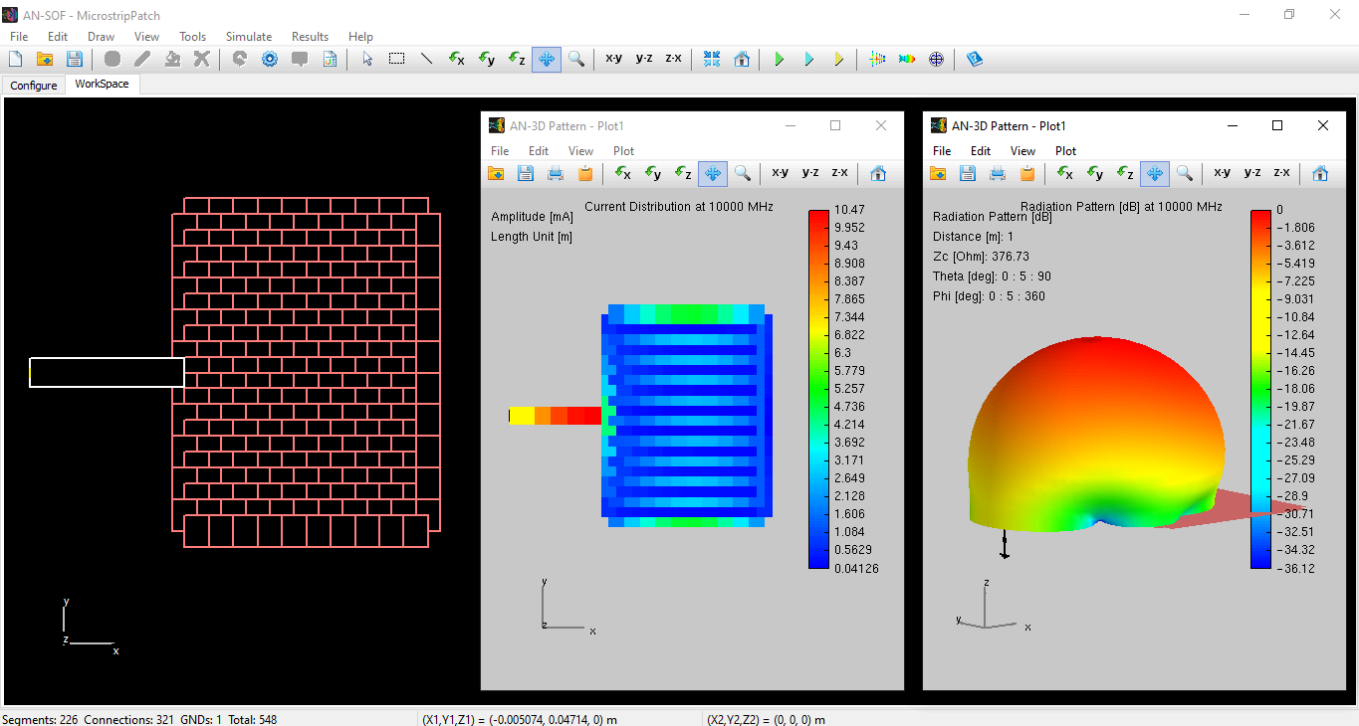 AN-SOF - MicrostripPatch
File Edit Draw View Tools Simulate Results Help
x y z x-y y-z z-x
Configure WorkSpace
y
z
x
AN-3D Pattern - Plot1
File Edit View Plot
x y z x-y y-z z-x
Current Distribution at 10000 MHz
Amplitude [mA]
Length Unit [m]
10.47
9.952
9.43
8.908
8.387
7.865
7.344
6.822
6.3
5.779
5.257
4.736
4.214
3.692
3.171
2.649
2.128
1.606
1.084
0.5629
0.04126
y
z
x
AN-3D Pattern - Plot1
File Edit View Plot
x y z x-y y-z z-x
Radiation Pattern [dB] at 10000 MHz
Radiation Pattern [dB]
Distance [m]: 1
Zc [Ohm]: 376.73
Theta [deg]: 0 : 5 : 90
Phi [deg]: 0 : 5 : 360
0
-1.806
-3.612
-5.419
-7.225
-9.031
-10.84
-12.64
-14.45
-16.26
-18.06
-19.87
-21.67
-23.48
-25.29
-27.09
-28.9
-30.71
-32.51
-34.32
-36.12
z
y
x
Segments: 226 Connections: 321 GNDs: 1 Total: 548
(X1,Y1,Z1) = (-0.005074, 0.04714, 0) m
(X2,Y2,Z2) = (0, 0, 0) m